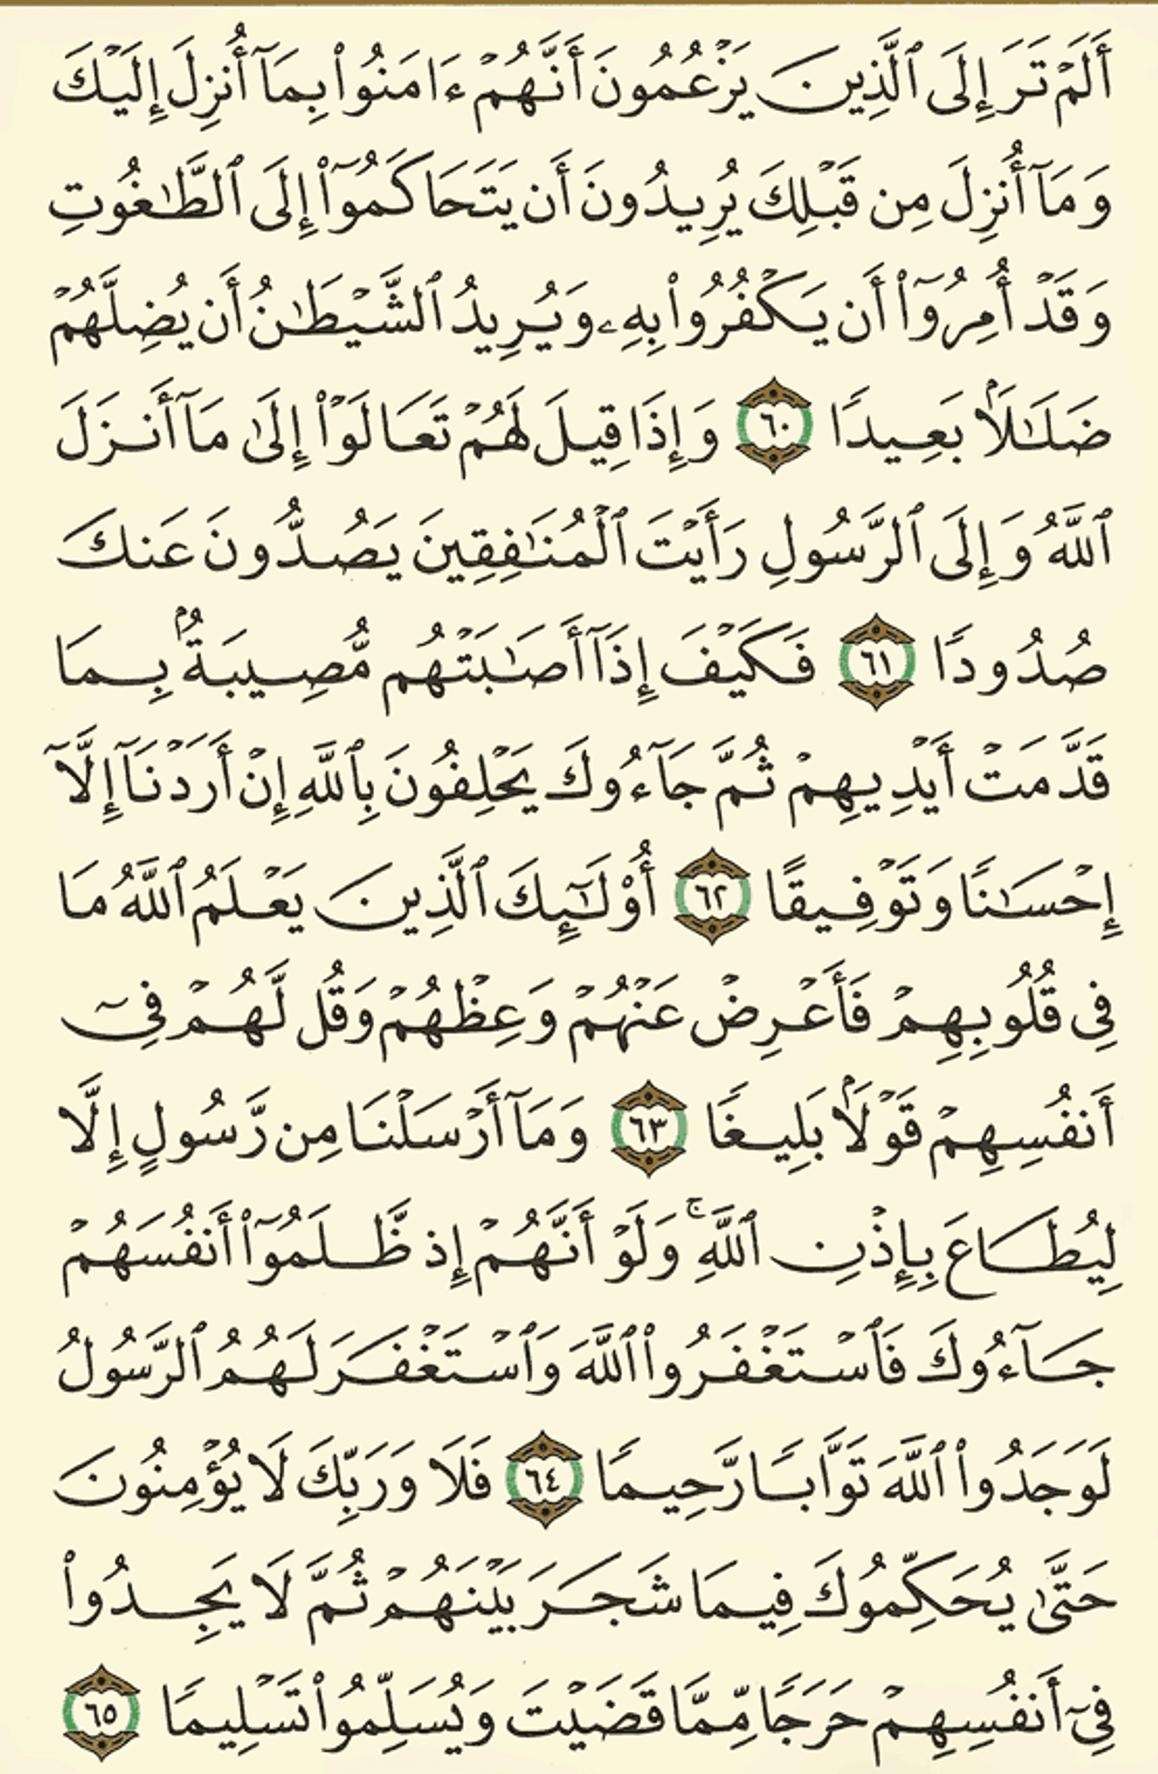 أَلَمْ تَرَ إِلَى ٱلَّذِينَ يَزْعُمُونَ أَنَّهُمْ ءَامَنُوا۟ بِمَآ أُنزِلَ إِلَيْكَ
وَمَآ أُنزِلَ مِن قَبْلِكَ يُرِيدُونَ أَن يَتَحَاكَمُوٓا۟ إِلَى ٱلطَّـٰغُوتِ
وَقَدْ أُمِرُوٓا۟ أَن يَكْفُرُوا۟ بِهِۦ وَيُرِيدُ ٱلشَّيْطَـٰنُ أَن يُضِلَّهُمْ
ضَلَـٰلًۢا بَعِيدًا ٦٠ وَإِذَا قِيلَ لَهُمْ تَعَالَوْا۟ إِلَىٰ مَآ أَنزَلَ
ٱللَّهُ وَإِلَى ٱلرَّسُولِ رَأَيْتَ ٱلْمُنَـٰفِقِينَ يَصُدُّونَ عَنكَ
صُدُودًا ٦١ فَكَيْفَ إِذَآ أَصَـٰبَتْهُم مُّصِيبَةٌۢ بِمَا
قَدَّمَتْ أَيْدِيهِمْ ثُمَّ جَآءُوكَ يَحْلِفُونَ بِٱللَّهِ إِنْ أَرَدْنَآ إِلَّآ
إِحْسَـٰنًا وَتَوْفِيقًا ٦٢ أُو۟لَـٰٓئِكَ ٱلَّذِينَ يَعْلَمُ ٱللَّهُ مَا
فِى قُلُوبِهِمْ فَأَعْرِضْ عَنْهُمْ وَعِظْهُمْ وَقُل لَّهُمْ فِىٓ
أَنفُسِهِمْ قَوْلًۢا بَلِيغًا ٦٣ وَمَآ أَرْسَلْنَا مِن رَّسُولٍ إِلَّا
لِيُطَاعَ بِإِذْنِ ٱللَّهِ ۚ وَلَوْ أَنَّهُمْ إِذ ظَّلَمُوٓا۟ أَنفُسَهُمْ
جَآءُوكَ فَٱسْتَغْفَرُوا۟ ٱللَّهَ وَٱسْتَغْفَرَ لَهُمُ ٱلرَّسُولُ
لَوَجَدُوا۟ ٱللَّهَ تَوَّابًا رَّحِيمًا ٦٤ فَلَا وَرَبِّكَ لَا يُؤْمِنُونَ
حَتَّىٰ يُحَكِّمُوكَ فِيمَا شَجَرَ بَيْنَهُمْ ثُمَّ لَا يَجِدُوا۟
فِىٓ أَنفُسِهِمْ حَرَجًا مِّمَّا قَضَيْتَ وَيُسَلِّمُوا۟ تَسْلِيمًا ٦٥